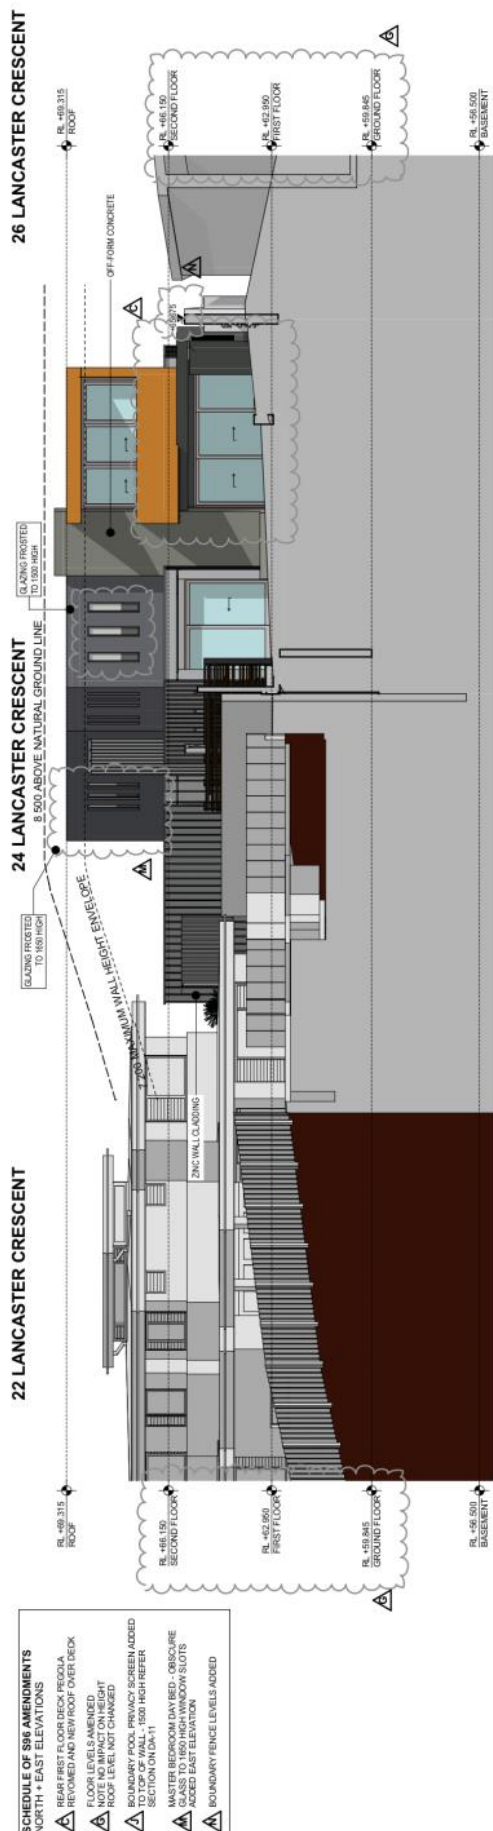 22 LANCASTER CRESCENT
24 LANCASTER CRESCENT
26 LANCASTER CRESCENT
8 500 ABOVE NATURAL GROUND LINE
7 200 MAXIMUM WALL HEIGHT ENVELOPE
GLAZING FROSTED
TO 1650 HIGH
GLAZING FROSTED
TO 1500 HIGH
OFF-FORM CONCRETE
ZINC WALL CLADDING
M
C
N
G
G
RL +69.315
ROOF
RL +66.150
SECOND FLOOR
RL +62.950
FIRST FLOOR
RL +59.845
GROUND FLOOR
RL +56.500
BASEMENT
RL +69.315
ROOF
RL +66.150
SECOND FLOOR
RL +62.950
FIRST FLOOR
RL +59.845
GROUND FLOOR
RL +56.500
BASEMENT
SCHEDULE OF S96 AMENDMENTS
NORTH + EAST ELEVATIONS
C REAR FIRST FLOOR DECK PEGOLA
REVOMED AND NEW ROOF OVER DECK
G FLOOR LEVELS AMENDED
NOTE NO IMPACT ON HEIGHT
ROOF LEVEL NOT CHANGED
J BOUNDARY POOL PRIVACY SCREEN ADDED
TO TOP OF WALL - 1500 HIGH REFER
SECTION ON DA-11
M MASTER BEDROOM DAY BED - OBSCURE
GLASS TO 1650 HIGH WINDOW SLOTS
ADDED EAST ELEVATION
N BOUNDARY FENCE LEVELS ADDED